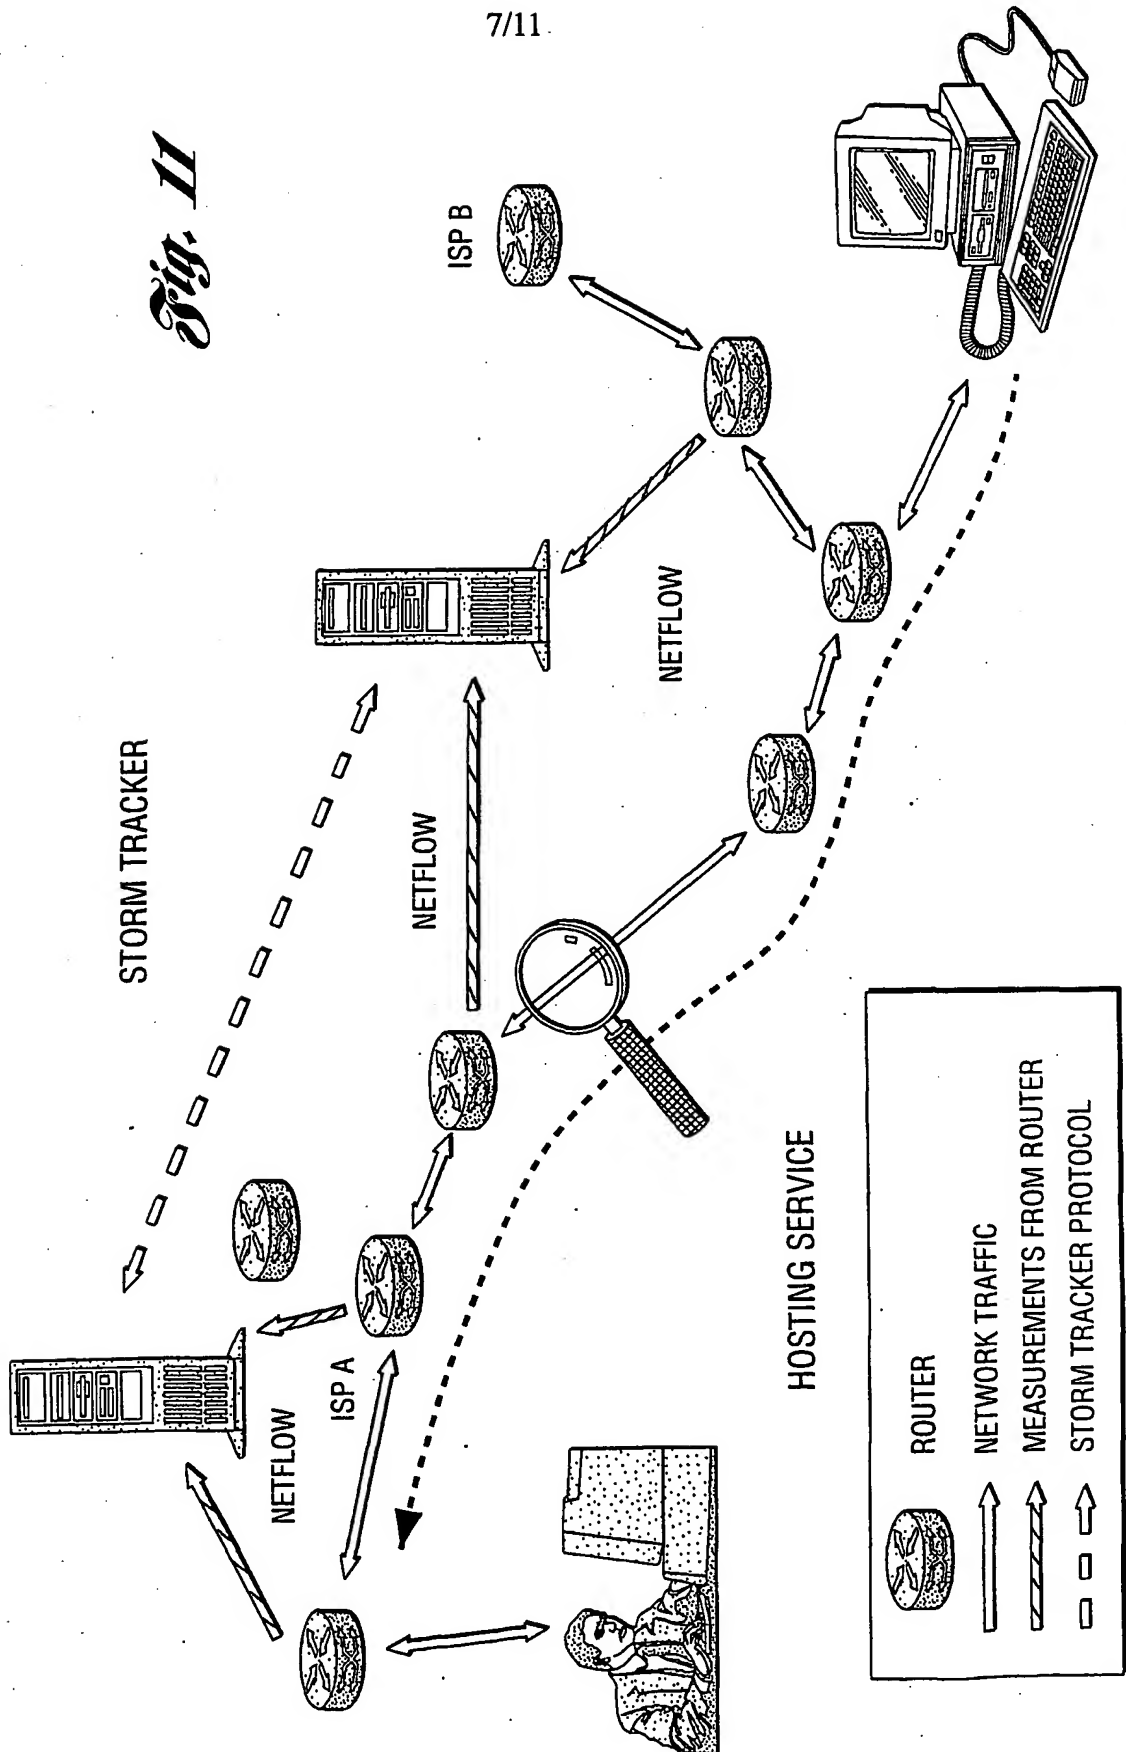 7/11
Fig. 11
STORM TRACKER
ISP B
NETFLOW
NETFLOW
NETFLOW
ISP A
HOSTING SERVICE
ROUTER
NETWORK TRAFFIC
MEASUREMENTS FROM ROUTER
STORM TRACKER PROTOCOL